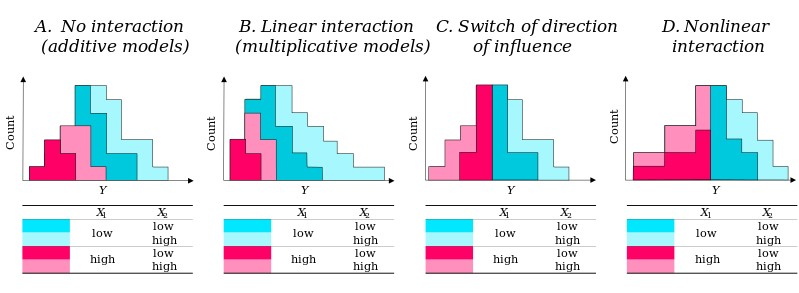 A. No interaction
(additive models)
B. Linear interaction
(multiplicative models)
C. Switch of direction
of influence
D. Nonlinear
interaction
Count
Y
Count
Y
Count
Y
Count
Y
X1 X2
low low
high
high low
high
X1 X2
low low
high
high low
high
X1 X2
low low
high
high low
high
X1 X2
low low
high
high low
high